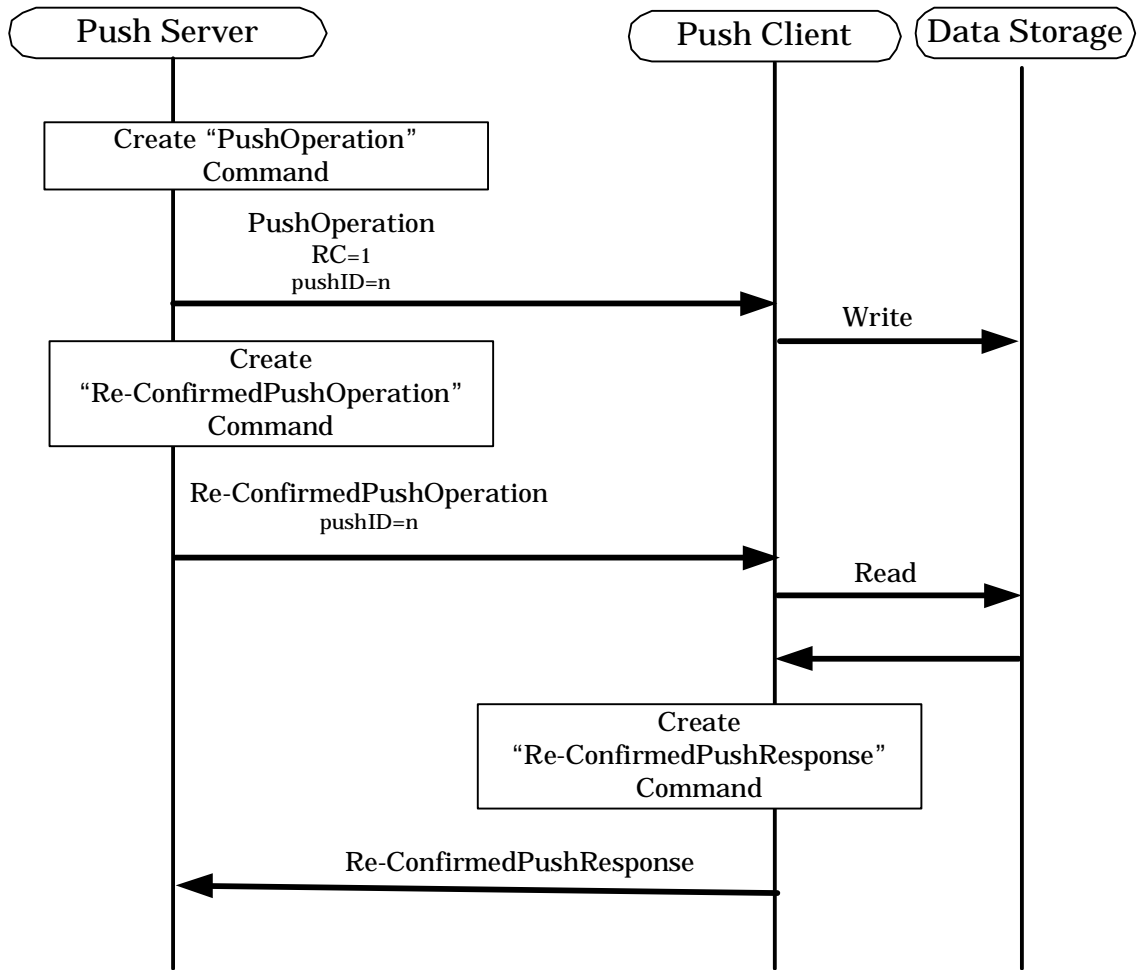 Push Server
Push Client
Data Storage
Create “PushOperation”
Command
PushOperation
RC=1
pushID=n
Write
Create
“Re-ConfirmedPushOperation”
Command
Re-ConfirmedPushOperation
pushID=n
Read
Create
“Re-ConfirmedPushResponse”
Command
Re-ConfirmedPushResponse